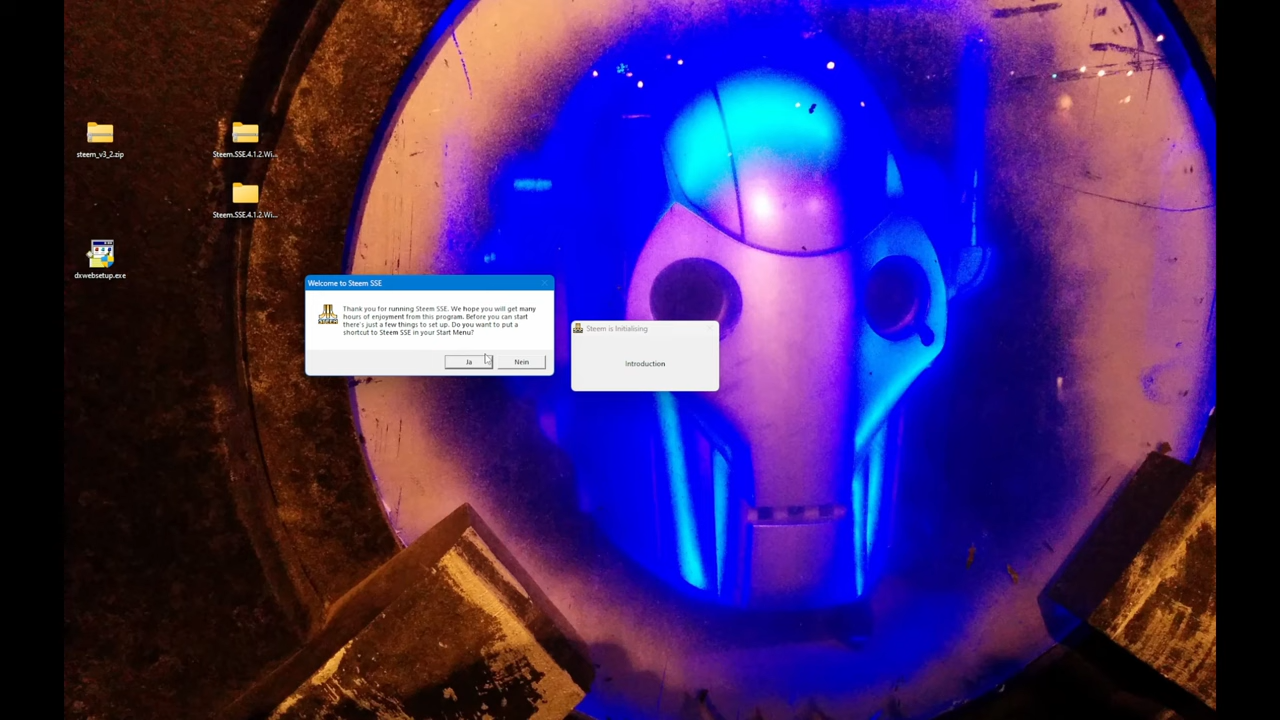 steem_v3_2.zip
Steem.SSE.4.1.2.Wi...
Steem.SSE.4.1.2.Wi...
dxwebsetup.exe
Welcome to Steem SSE
Thank you for running Steem SSE. We hope you will get many
hours of enjoyment from this program. Before you can start
there's just a few things to set up. Do you want to put a
shortcut to Steem SSE in your Start Menu?
Ja
Nein
Steem is Initialising
Introduction